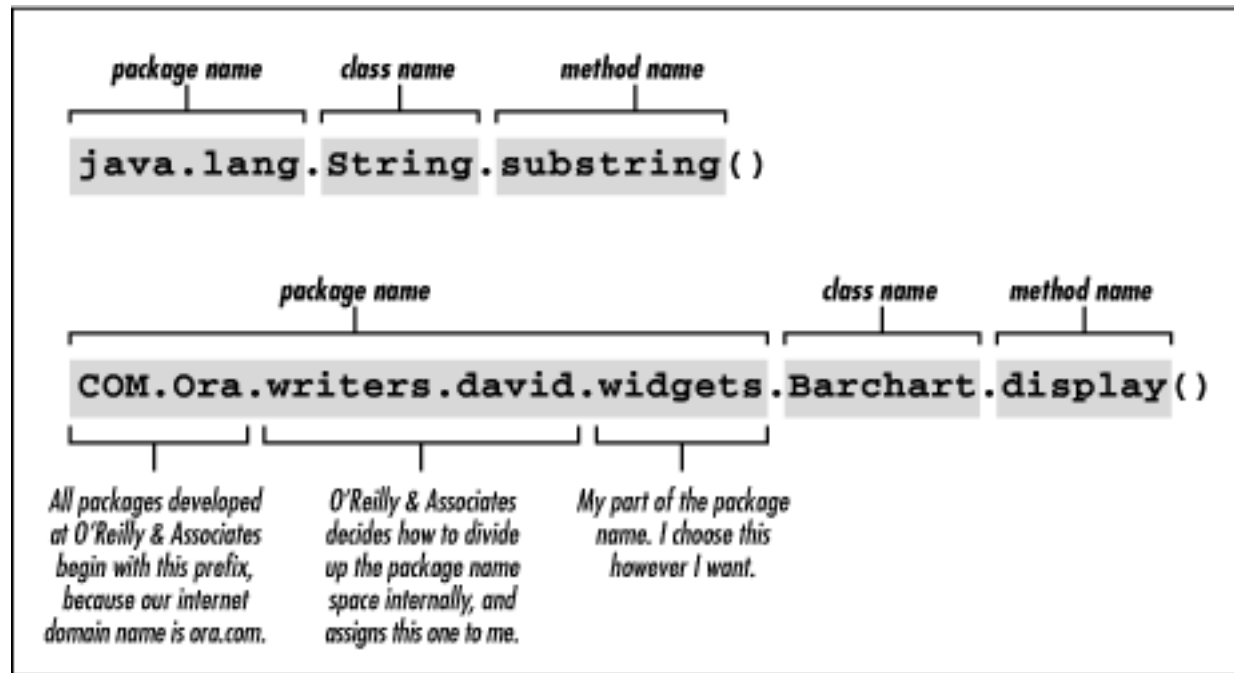 package name class name method name
java.lang.String.substring()
package name class name method name
COM.Ora.writers.david.widgets.Barchart.display()
All packages developed
at O'Reilly & Associates
begin with this prefix,
because our internet
domain name is ora.com.
O'Reilly & Associates
decides how to divide
up the package name
space internally, and
assigns this one to me.
My part of the package
name. I choose this
however I want.